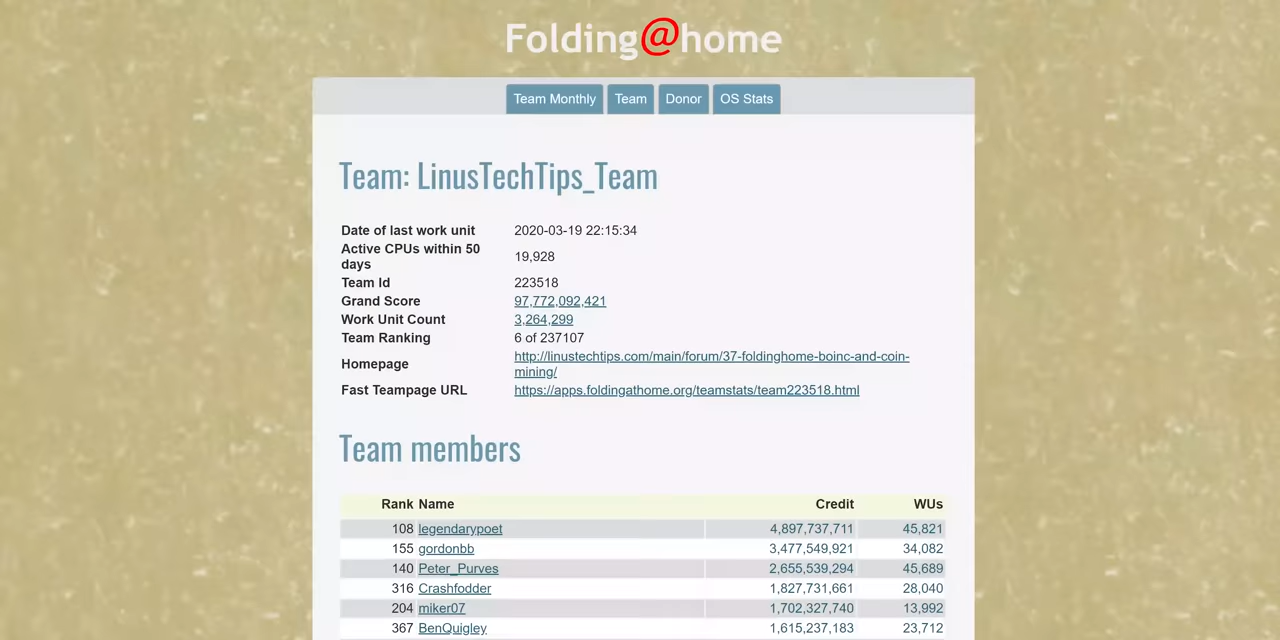 Folding@home
Team Monthly Team Donor OS Stats
Team: LinusTechTips_Team
Date of last work unit 2020-03-19 22:15:34
Active CPUs within 50 days 19,928
Team Id 223518
Grand Score 97,772,092,421
Work Unit Count 3,264,299
Team Ranking 6 of 237107
Homepage http://linustechtips.com/main/forum/37-foldinghome-boinc-and-coin-
mining/
Fast Teampage URL https://apps.foldingathome.org/teamstats/team223518.html
Team members
Rank Name Credit WUs
108 legendarypoet 4,897,737,711 45,821
155 gordonbb 3,477,549,921 34,082
140 Peter_Purves 2,655,539,294 45,689
316 Crashfodder 1,827,731,661 28,040
204 miker07 1,702,327,740 13,992
367 BenQuigley 1,615,237,183 23,712